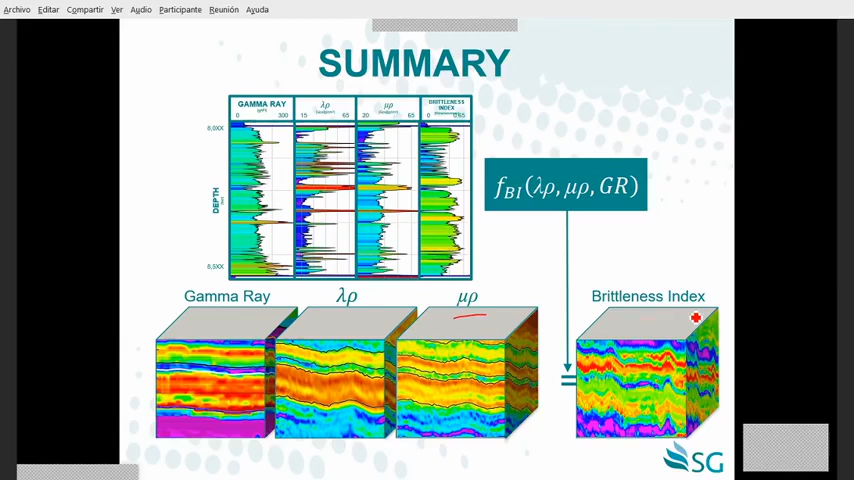 Archivo Editar Compartir Ver Audio Participante Reunión Ayuda
SUMMARY
GAMMA RAY λρ μρ BRITTLENESS INDEX
0 300 15 65 20 65 0 0.65
8,0XX
DEPTH
8,5XX
f_BI(λρ, μρ, GR)
Gamma Ray λρ μρ Brittleness Index
=
SG